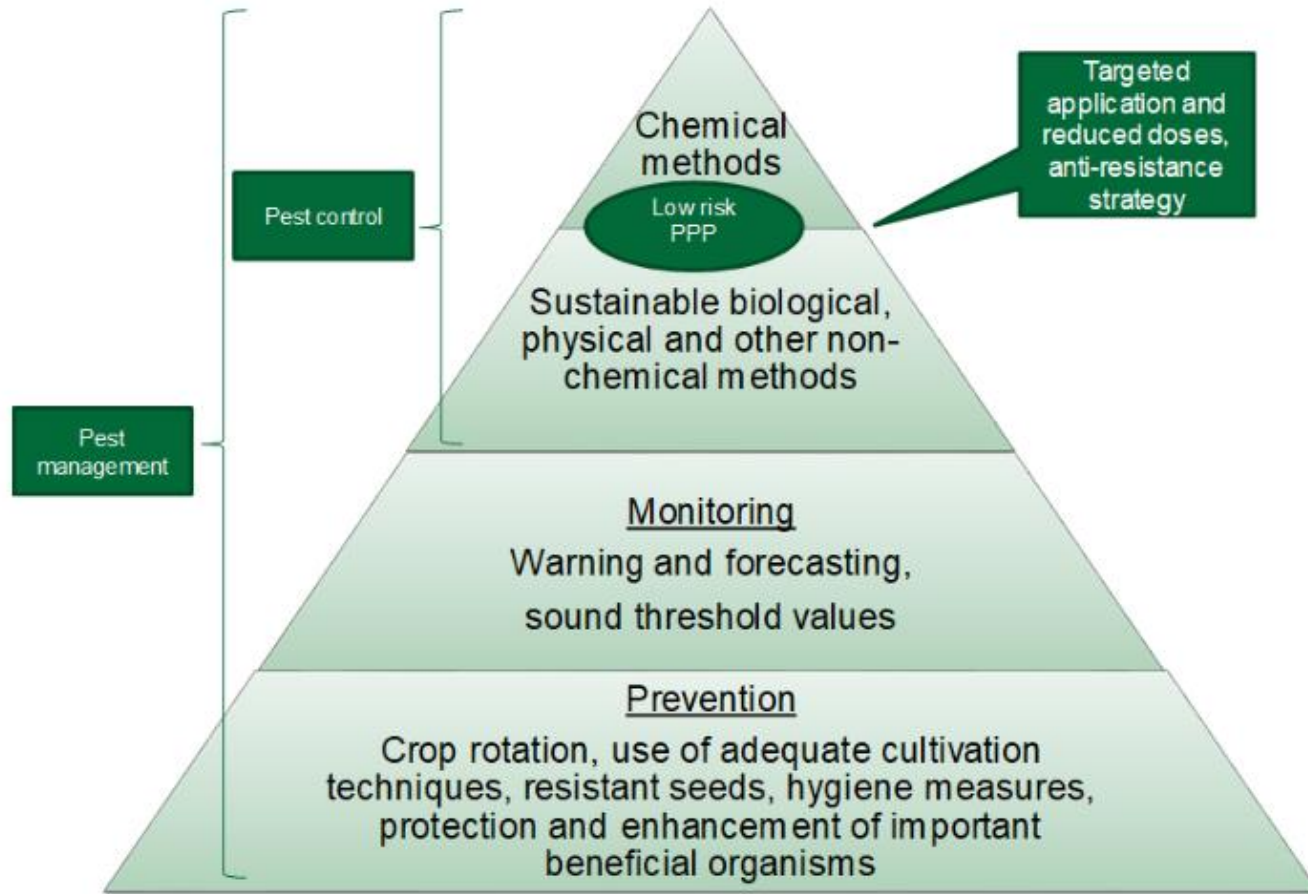 Chemical
methods
Targeted
application and
reduced doses,
anti-resistance
strategy
Pest control
Low risk
PPP
Sustainable biological,
physical and other non-
chemical methods
Pest
management
Monitoring
Warning and forecasting,
sound threshold values
Prevention
Crop rotation, use of adequate cultivation
techniques, resistant seeds, hygiene measures,
protection and enhancement of important
beneficial organisms